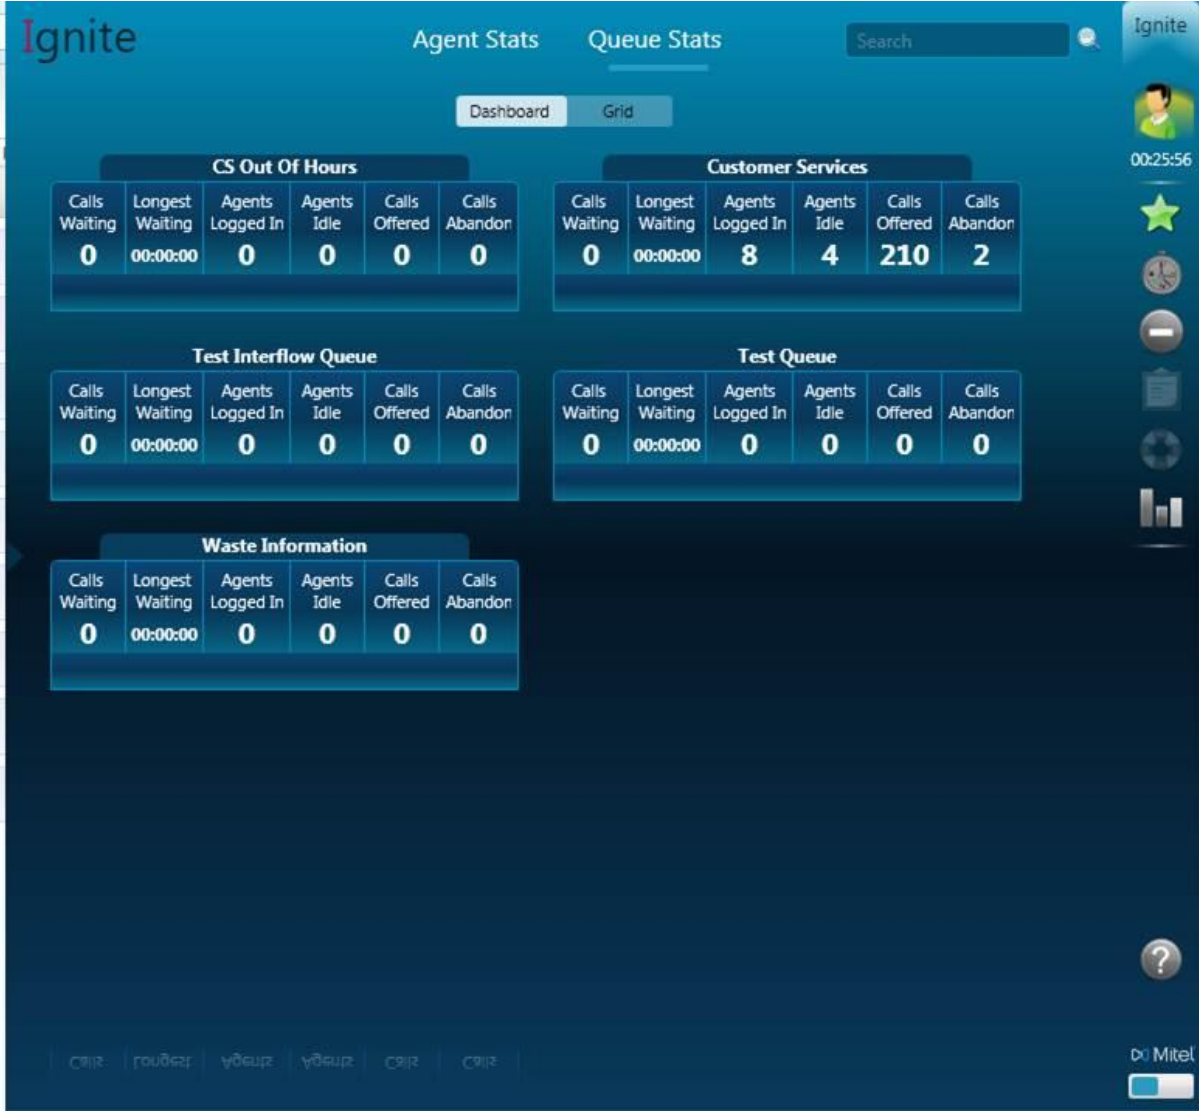 Ignite
Agent Stats Queue Stats
Search
Ignite
Dashboard Grid
00:25:56
CS Out Of Hours
Calls Waiting Longest Waiting Agents Logged In Agents Idle Calls Offered Calls Abandon
0 00:00:00 0 0 0 0
Customer Services
Calls Waiting Longest Waiting Agents Logged In Agents Idle Calls Offered Calls Abandon
0 00:00:00 8 4 210 2
Test Interflow Queue
Calls Waiting Longest Waiting Agents Logged In Agents Idle Calls Offered Calls Abandon
0 00:00:00 0 0 0 0
Test Queue
Calls Waiting Longest Waiting Agents Logged In Agents Idle Calls Offered Calls Abandon
0 00:00:00 0 0 0 0
Waste Information
Calls Waiting Longest Waiting Agents Logged In Agents Idle Calls Offered Calls Abandon
0 00:00:00 0 0 0 0
?
Calls Longest Agents Agents Calls Calls
Mitel